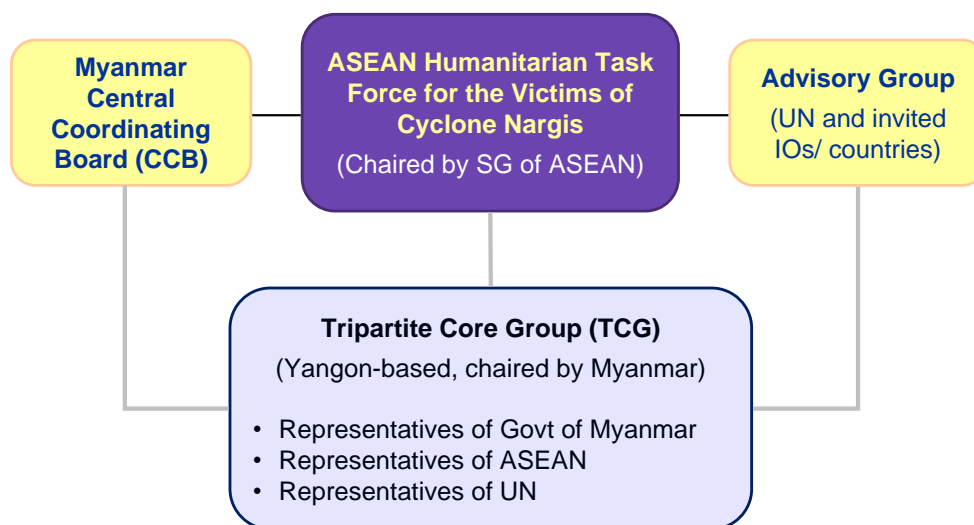 Myanmar
Central
Coordinating
Board (CCB)
ASEAN Humanitarian Task
Force for the Victims of
Cyclone Nargis
(Chaired by SG of ASEAN)
Advisory Group
(UN and invited
IOs/ countries)
Tripartite Core Group (TCG)
(Yangon-based, chaired by Myanmar)
• Representatives of Govt of Myanmar
• Representatives of ASEAN
• Representatives of UN